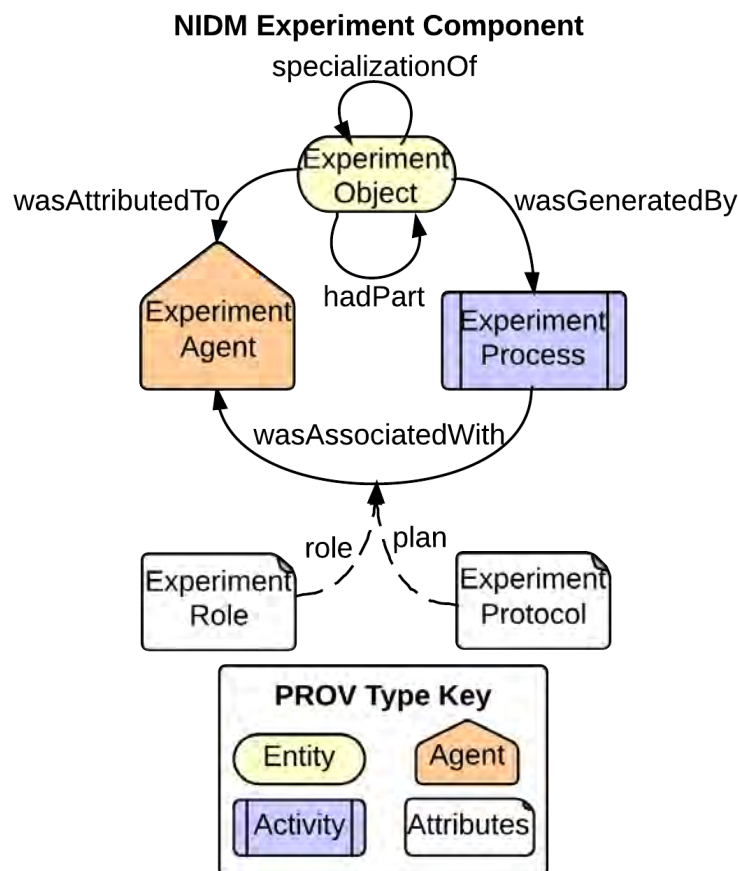 NIDM Experiment Component
specializationOf
Experiment
Object
wasAttributedTo
wasGeneratedBy
hadPart
Experiment
Agent
Experiment
Process
wasAssociatedWith
role
plan
Experiment
Role
Experiment
Protocol
PROV Type Key
Entity
Agent
Activity
Attributes